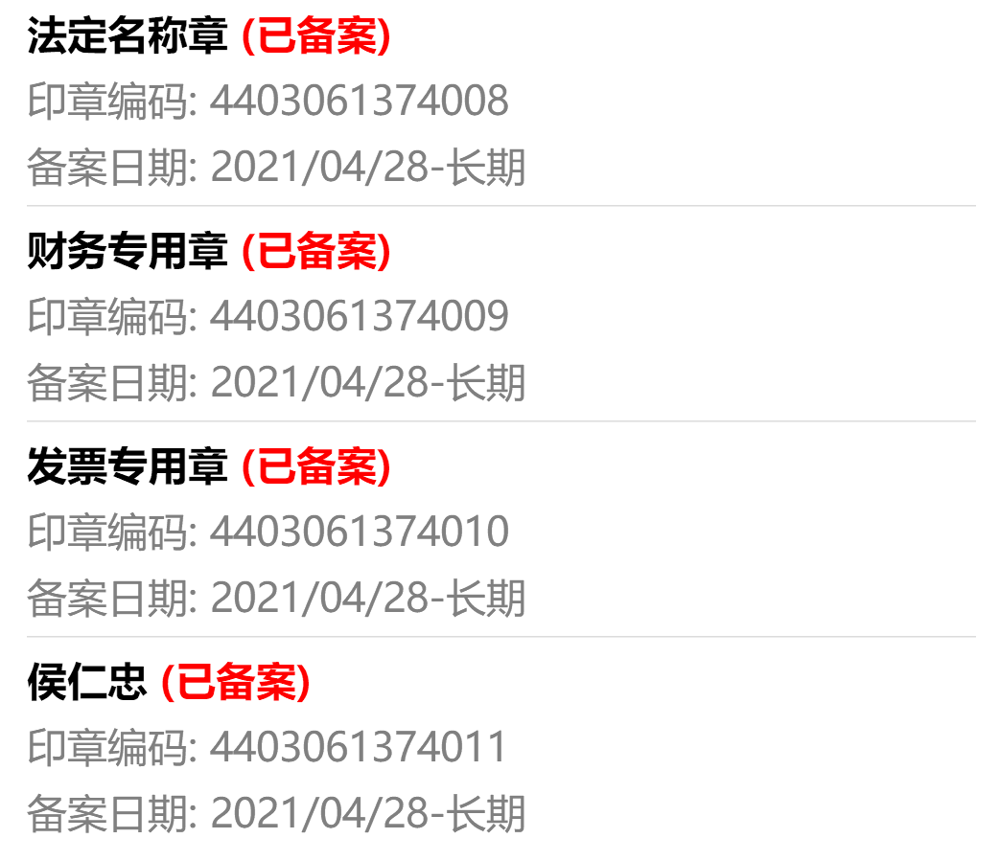 法定名称章 (已备案)
印章编码: 4403061374008
备案日期: 2021/04/28-长期
财务专用章 (已备案)
印章编码: 4403061374009
备案日期: 2021/04/28-长期
发票专用章 (已备案)
印章编码: 4403061374010
备案日期: 2021/04/28-长期
侯仁忠 (已备案)
印章编码: 4403061374011
备案日期: 2021/04/28-长期